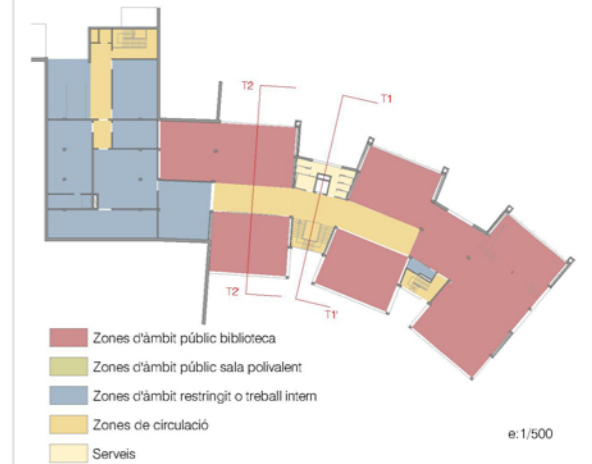 T2
T1
T2'
T1'
Zones d'àmbit públic biblioteca
Zones d'àmbit públic sala polivalent
Zones d'àmbit restringit o treball intern
Zones de circulació
e:1/500
Serveis